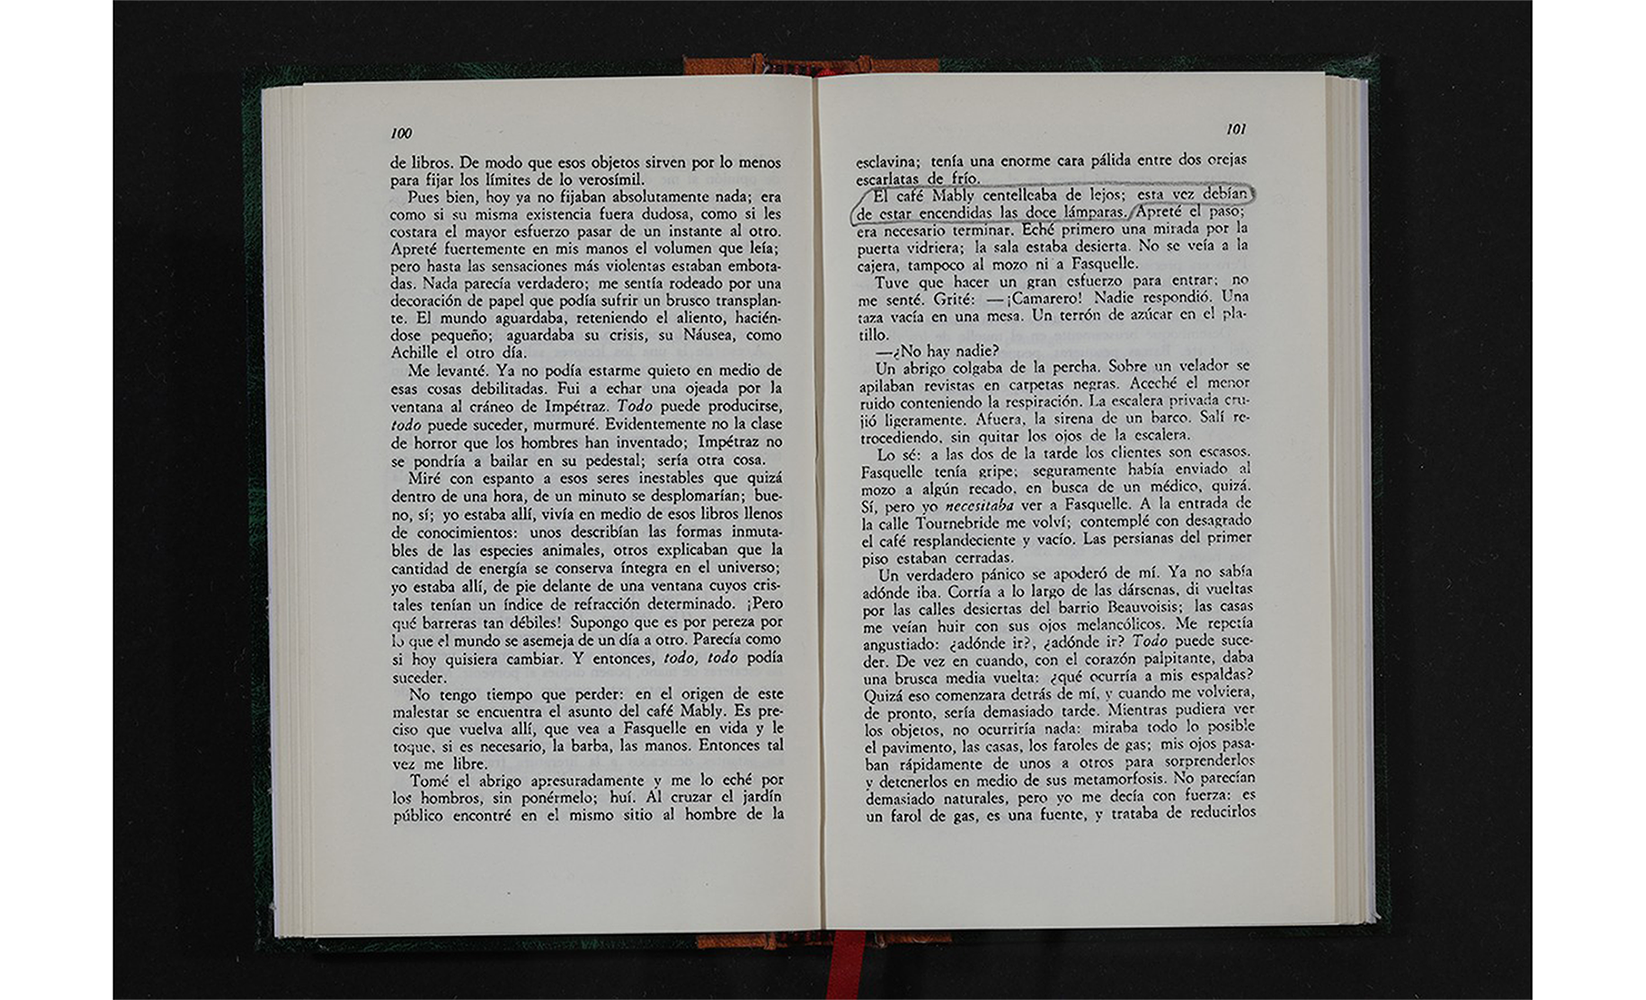 100
de libros. De modo que esos objetos sirven por lo menos
para fijar los límites de lo verosímil.
Pues bien, hoy ya no fijaban absolutamente nada; era
como si su misma existencia fuera dudosa, como si les
costara el mayor esfuerzo pasar de un instante al otro.
Apreté fuertemente en mis manos el volumen que leía;
pero hasta las sensaciones más violentas estaban embota-
das. Nada parecía verdadero; me sentía rodeado por una
decoración de papel que podía sufrir un brusco transplan-
te. El mundo aguardaba, reteniendo el aliento, hacién-
dose pequeño; aguardaba su crisis, su Náusea, como
Achille el otro día.
Me levanté. Ya no podía estarme quieto en medio de
esas cosas debilitadas. Fui a echar una ojeada por la
ventana al cráneo de Impétraz. Todo puede producirse,
todo puede suceder, murmuré. Evidentemente no la clase
de horror que los hombres han inventado; Impétraz no
se pondría a bailar en su pedestal; sería otra cosa.
Miré con espanto a esos seres inestables que quizá
dentro de una hora, de un minuto se desplomarían; bue-
no, sí; yo estaba allí, vivía en medio de esos libros llenos
de conocimientos: unos describían las formas inmuta-
bles de las especies animales, otros explicaban que la
cantidad de energía se conserva íntegra en el universo;
yo estaba allí, de pie delante de una ventana cuyos cris-
tales tenían un índice de refracción determinado. ¡Pero
qué barreras tan débiles! Supongo que es por pereza por
lo que el mundo se asemeja de un día a otro. Parecía como
si hoy quisiera cambiar. Y entonces, todo, todo podía
suceder.
No tengo tiempo que perder: en el origen de este
malestar se encuentra el asunto del café Mably. Es pre-
ciso que vuelva allí, que vea a Fasquelle en vida y le
toque, si es necesario, la barba, las manos. Entonces tal
vez me libre.
Tomé el abrigo apresuradamente y me lo eché por
los hombros, sin ponérmelo; huí. Al cruzar el jardín
público encontré en el mismo sitio al hombre de la
101
esclavina; tenía una enorme cara pálida entre dos orejas
escarlatas de frío.
El café Mably centelleaba de lejos; esta vez debían
de estar encendidas las doce lámparas. Apreté el paso;
era necesario terminar. Eché primero una mirada por la
puerta vidriera; la sala estaba desierta. No se veía a la
cajera, tampoco al mozo ni a Fasquelle.
Tuve que hacer un gran esfuerzo para entrar; no
me senté. Grité: —¡Camarero! Nadie respondió. Una
taza vacía en una mesa. Un terrón de azúcar en el pla-
tillo.
—¿No hay nadie?
Un abrigo colgaba de la percha. Sobre un velador se
apilaban revistas en carpetas negras. Aceché el menor
ruido conteniendo la respiración. La escalera privada cru-
jió ligeramente. Afuera, la sirena de un barco. Salí re-
trocediendo, sin quitar los ojos de la escalera.
Lo sé: a las dos de la tarde los clientes son escasos.
Fasquelle tenía gripe; seguramente había enviado al
mozo a algún recado, en busca de un médico, quizá.
Sí, pero yo necesitaba ver a Fasquelle. A la entrada de
la calle Tournebride me volví; contemplé con desagrado
el café resplandeciente y vacío. Las persianas del primer
piso estaban cerradas.
Un verdadero pánico se apoderó de mí. Ya no sabía
adónde iba. Corría a lo largo de las dársenas, di vueltas
por las calles desiertas del barrio Beauvoisis; las casas
me veían huir con sus ojos melancólicos. Me repetía
angustiado: ¿adónde ir?, ¿adónde ir? Todo puede suce-
der. De vez en cuando, con el corazón palpitante, daba
una brusca media vuelta: ¿qué ocurría a mis espaldas?
Quizá eso comenzara detrás de mí, y cuando me volviera,
de pronto, sería demasiado tarde. Mientras pudiera ver
los objetos, no ocurriría nada: miraba todo lo posible
el pavimento, las casas, los faroles de gas; mis ojos pasa-
ban rápidamente de unos a otros para sorprenderlos
y detenerlos en medio de sus metamorfosis. No parecían
demasiado naturales, pero yo me decía con fuerza: es
un farol de gas, es una fuente, y trataba de reducirlos